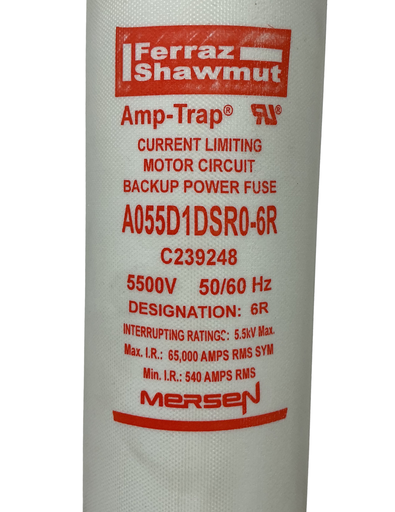 Ferraz
Shawmut
Amp-Trap®
CURRENT LIMITING
MOTOR CIRCUIT
BACKUP POWER FUSE
A055D1DSR0-6R
C239248
5500V 50/60 Hz
DESIGNATION: 6R
INTERRUPTING RATING: 5.5kV Max.
Max. I.R.: 65,000 AMPS RMS SYM
Min. I.R.: 540 AMPS RMS
MERSEN